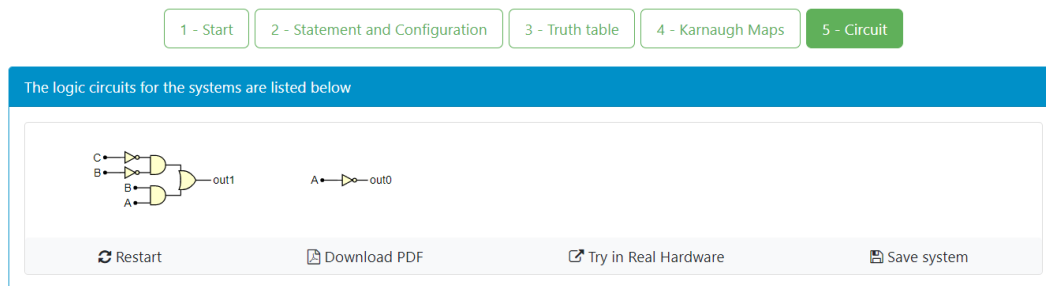 1 - Start 2 - Statement and Configuration 3 - Truth table 4 - Karnaugh Maps 5 - Circuit
The logic circuits for the systems are listed below
C
B
B
A
out1
A out0
Restart Download PDF Try in Real Hardware Save system